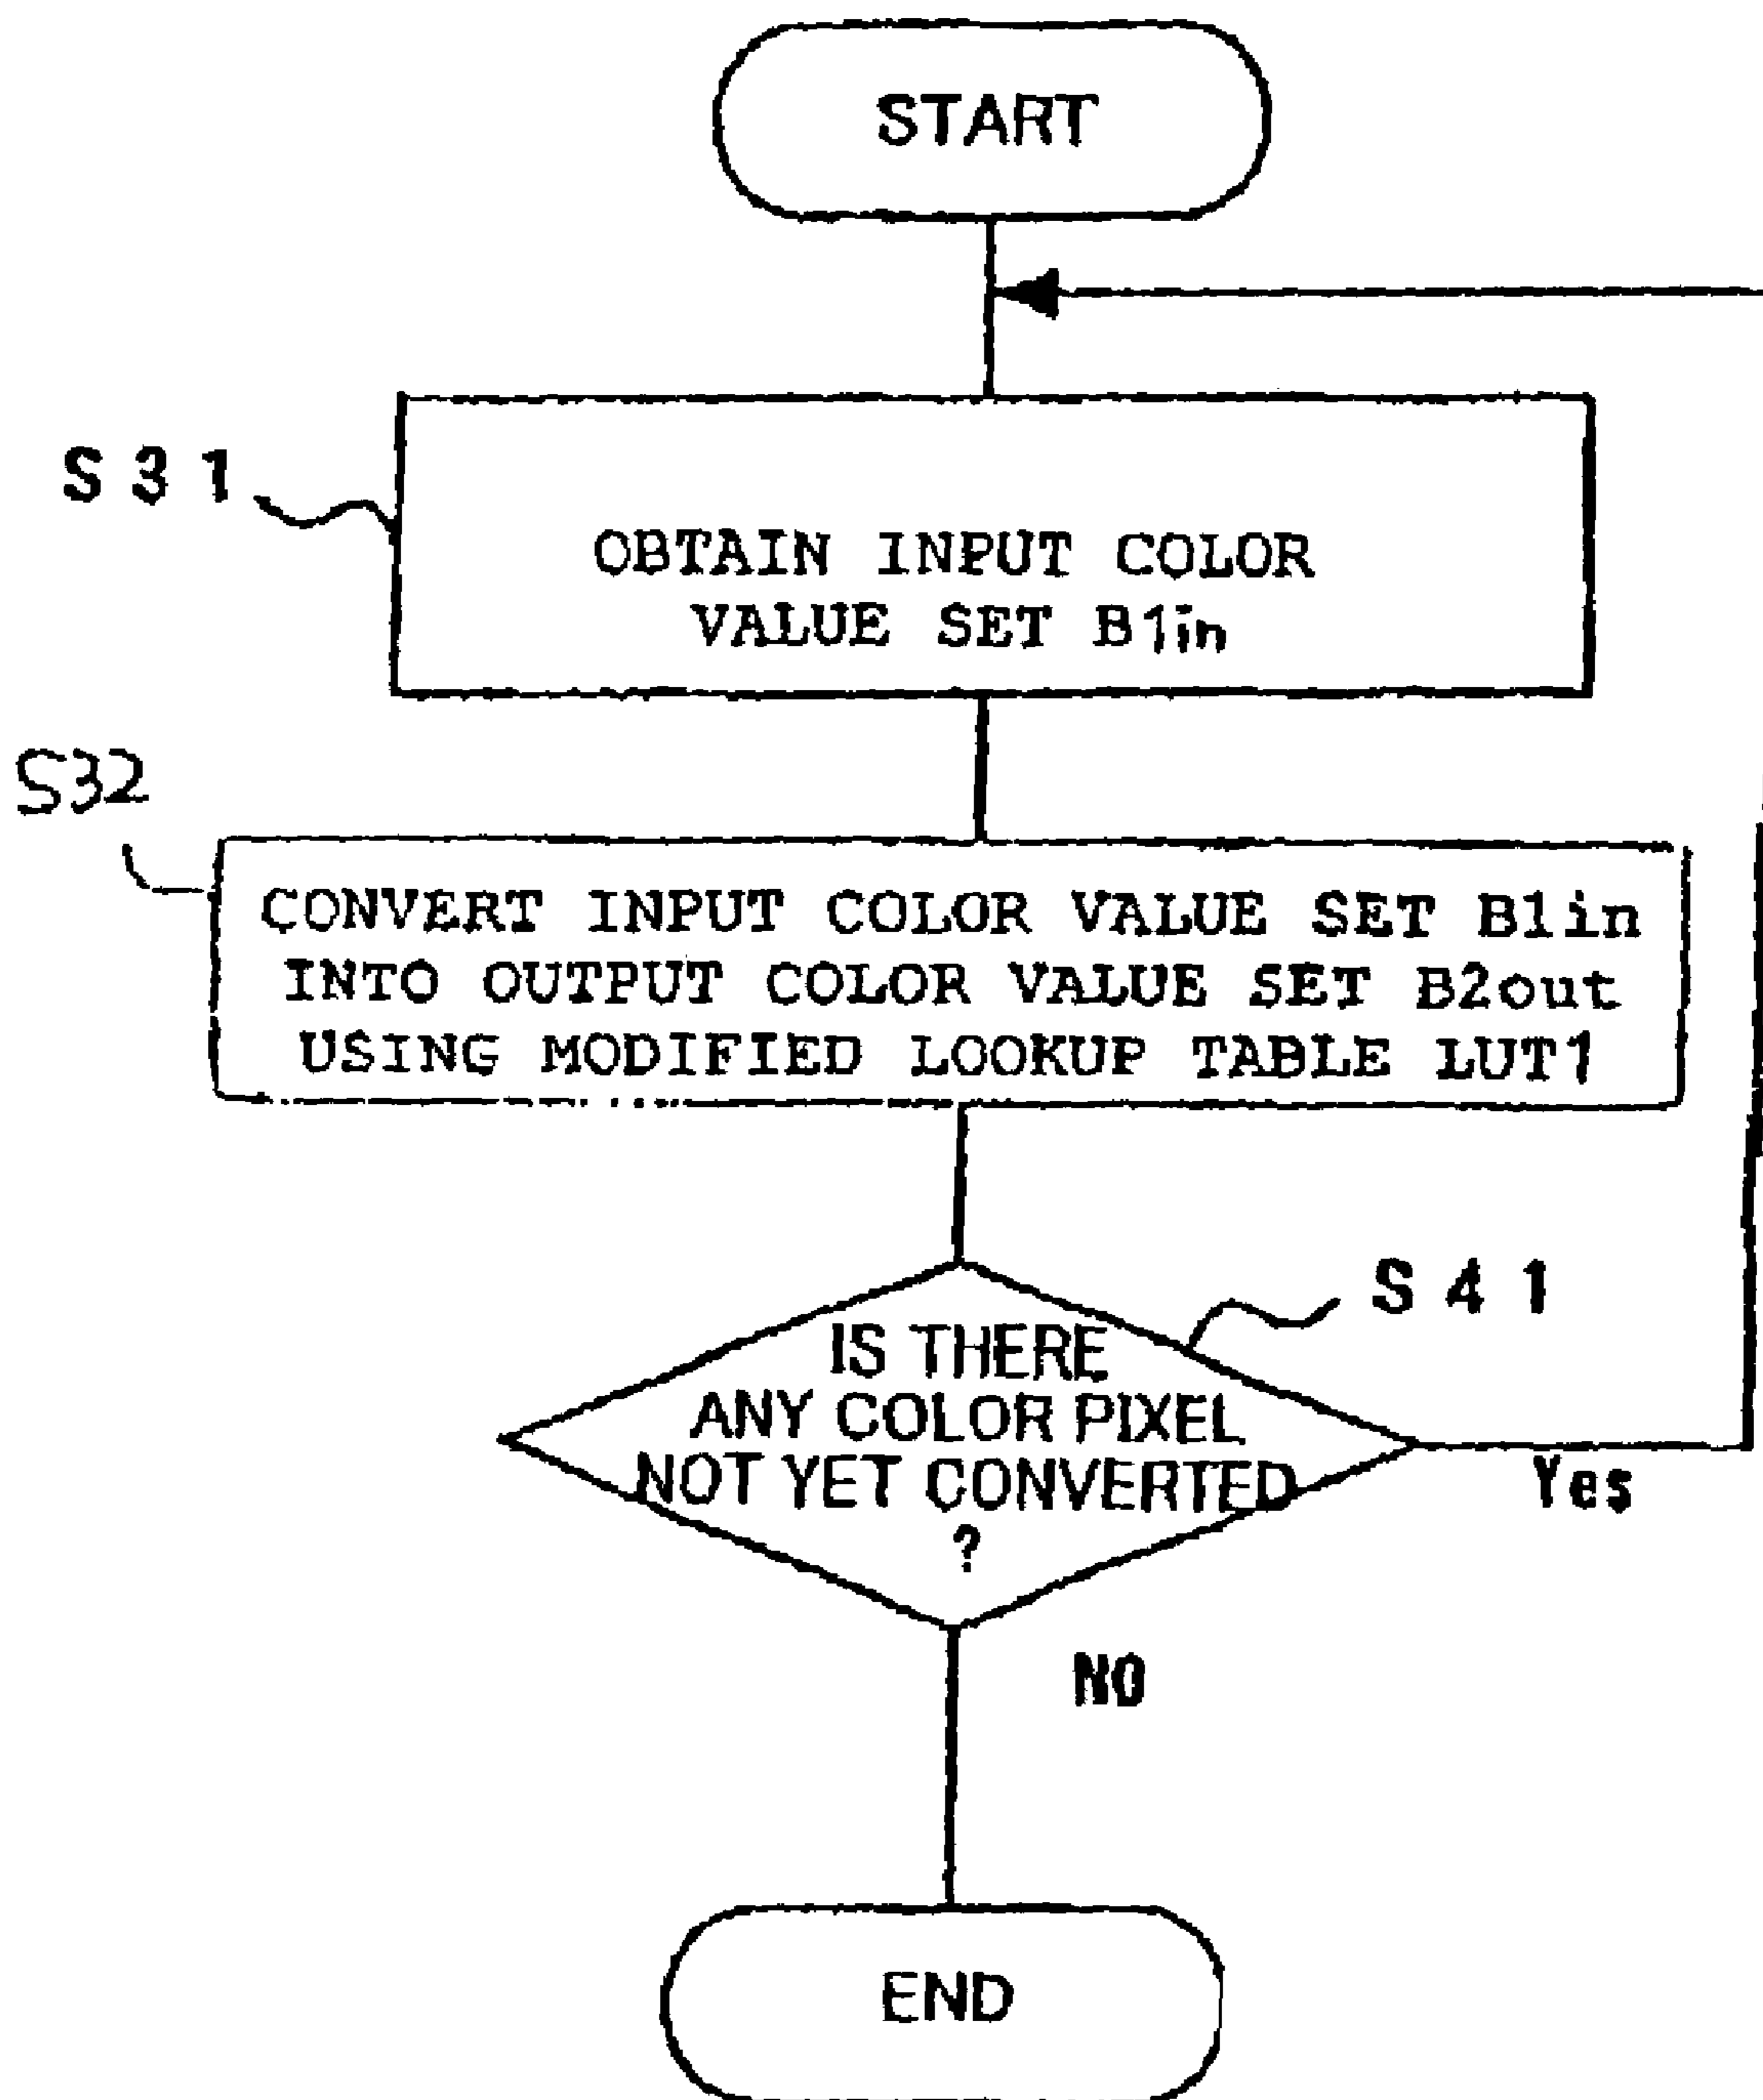 START
S31
OBTAIN INPUT COLOR
VALUE SET B1in
S32
CONVERT INPUT COLOR VALUE SET B1in
INTO OUTPUT COLOR VALUE SET B2out
USING MODIFIED LOOKUP TABLE LUT1
S41
IS THERE
ANY COLOR PIXEL
NOT YET CONVERTED
?
Yes
NO
END